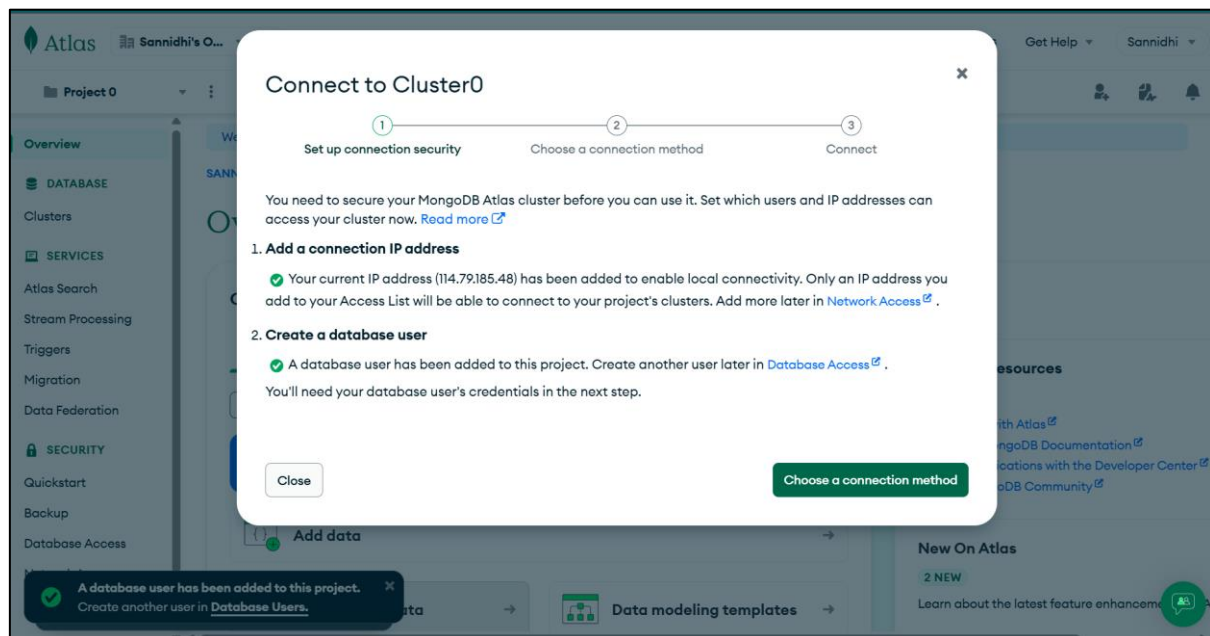 Atlas
Sannidhi's O...
Get Help
Sannidhi
Project 0
Connect to Cluster0
1
2
3
Set up connection security
Choose a connection method
Connect
You need to secure your MongoDB Atlas cluster before you can use it. Set which users and IP addresses can
access your cluster now. Read more
1. Add a connection IP address
Your current IP address (114.79.185.48) has been added to enable local connectivity. Only an IP address you
add to your Access List will be able to connect to your project's clusters. Add more later in Network Access .
2. Create a database user
A database user has been added to this project. Create another user later in Database Access .
You'll need your database user's credentials in the next step.
Close
Choose a connection method
Overview
DATABASE
Clusters
SERVICES
Atlas Search
Stream Processing
Triggers
Migration
Data Federation
SECURITY
Quickstart
Backup
Database Access
We
SANN
Ov
esources
ith Atlas
ngoDB Documentation
ications with the Developer Center
oDB Community
Add data
ata
Data modeling templates
New On Atlas
2 NEW
Learn about the latest feature enhanceme
A database user has been added to this project.
Create another user in Database Users.